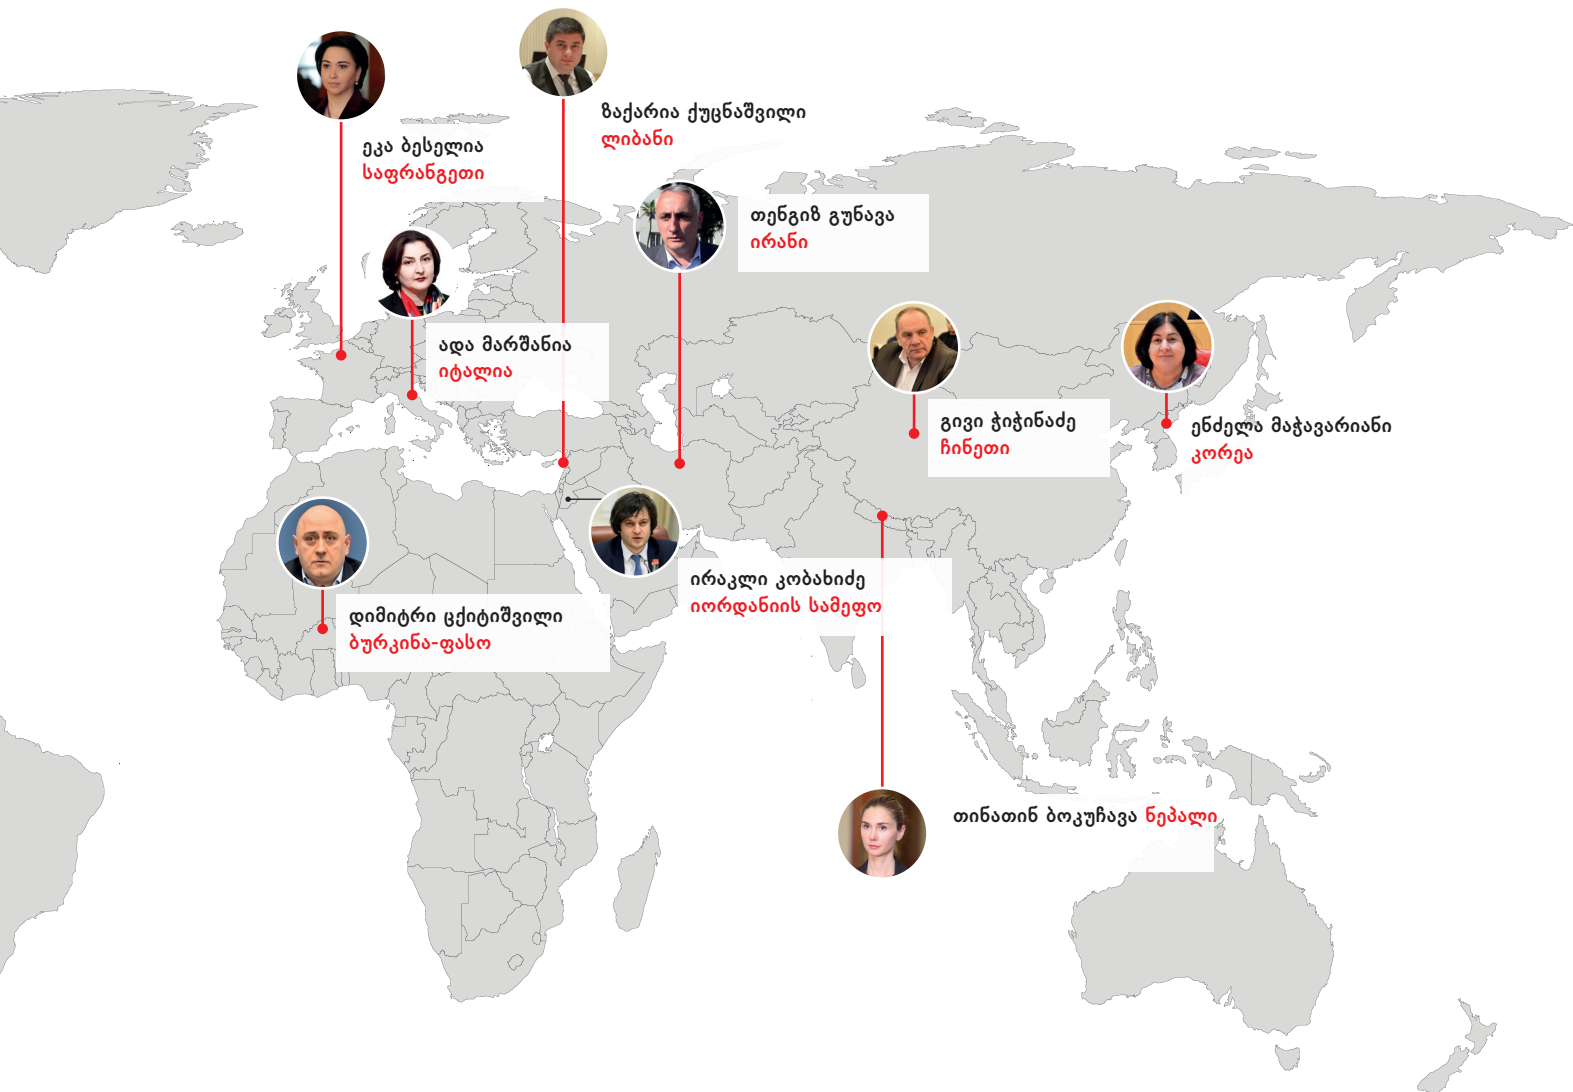 ზაქარია ქუცნაშვილი
ლიბანი
ეკა ბესელია
საფრანგეთი
თენგიზ გუნავა
ირანი
ადა მარშანია
იტალია
გივი ჭიჭინაძე
ჩინეთი
ენძელა მაჭავარიანი
კორეა
ირაკლი კობახიძე
იორდანიის სამეფო
დიმიტრი ცქიტიშვილი
ბურკინა-ფასო
თინათინ ბოკუჩავა ნეპალი